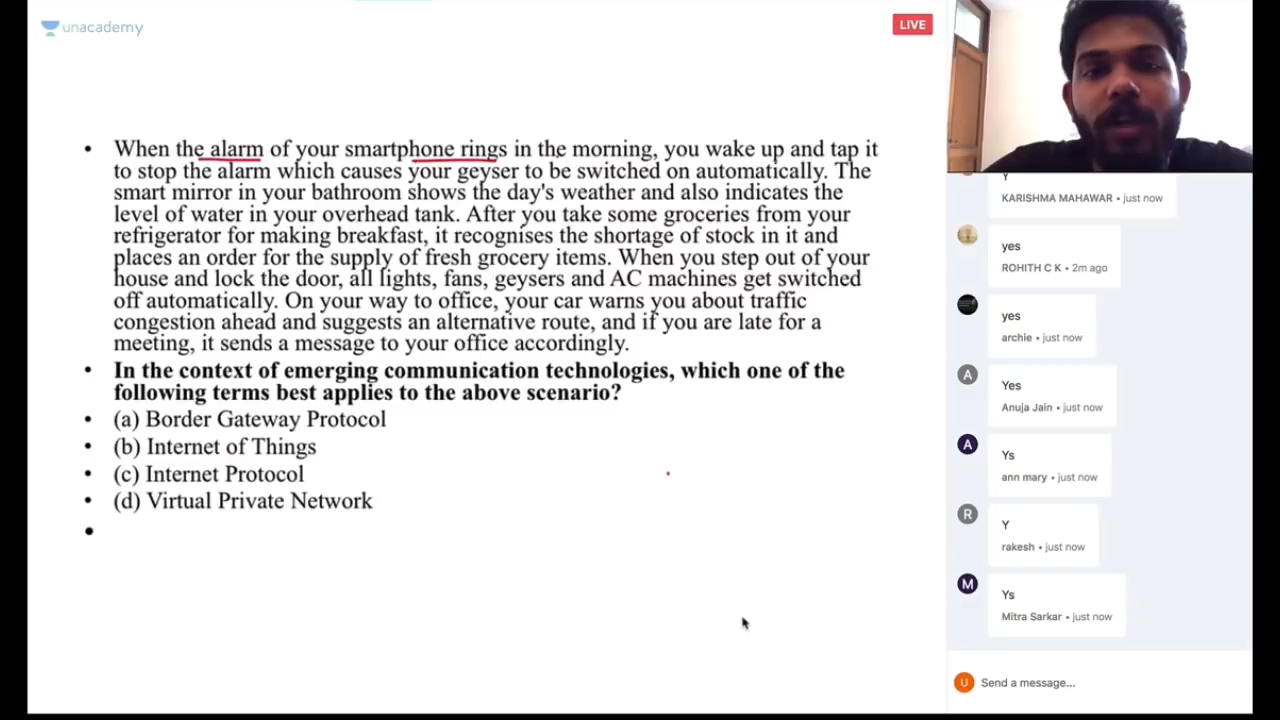 unacademy
LIVE
• When the alarm of your smartphone rings in the morning, you wake up and tap it
to stop the alarm which causes your geyser to be switched on automatically. The
smart mirror in your bathroom shows the day's weather and also indicates the
level of water in your overhead tank. After you take some groceries from your
refrigerator for making breakfast, it recognises the shortage of stock in it and
places an order for the supply of fresh grocery items. When you step out of your
house and lock the door, all lights, fans, geysers and AC machines get switched
off automatically. On your way to office, your car warns you about traffic
congestion ahead and suggests an alternative route, and if you are late for a
meeting, it sends a message to your office accordingly.
• In the context of emerging communication technologies, which one of the
following terms best applies to the above scenario?
• (a) Border Gateway Protocol
• (b) Internet of Things
• (c) Internet Protocol
• (d) Virtual Private Network
•
Y
KARISHMA MAHAWAR • just now
yes
ROHITH C K • 2m ago
yes
archie • just now
A
Yes
Anuja Jain • just now
A
Ys
ann mary • just now
R
Y
rakesh • just now
M
Ys
Mitra Sarkar • just now
U
Send a message...